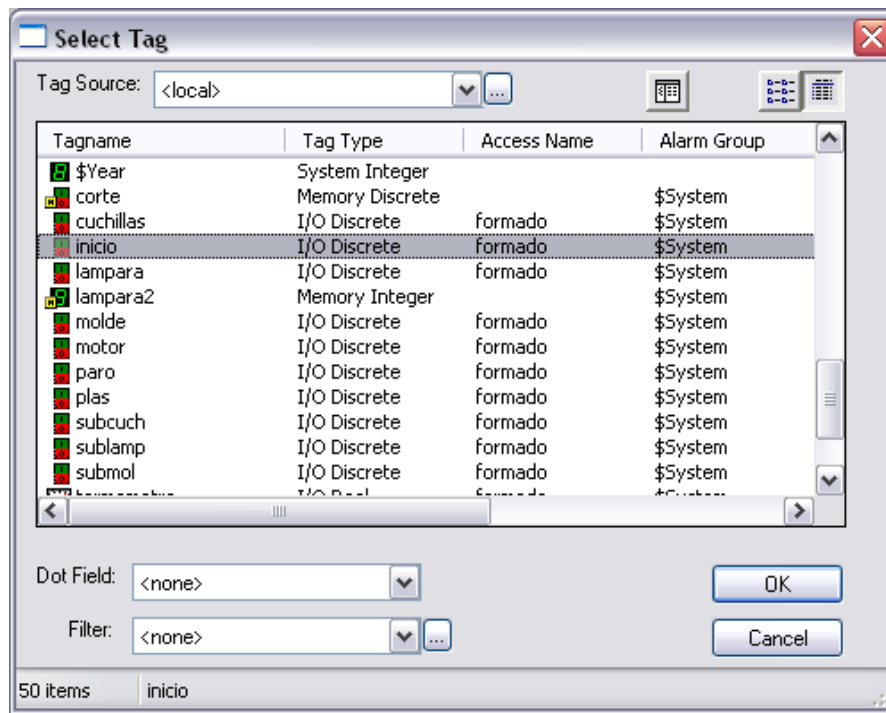 Select Tag
Tag Source: <local> ...
Tagname Tag Type Access Name Alarm Group
$Year System Integer
corte Memory Discrete $System
cuchillas I/O Discrete formado $System
inicio I/O Discrete formado $System
lampara I/O Discrete formado $System
lampara2 Memory Integer $System
molde I/O Discrete formado $System
motor I/O Discrete formado $System
paro I/O Discrete formado $System
plas I/O Discrete formado $System
subcuch I/O Discrete formado $System
sublamp I/O Discrete formado $System
submol I/O Discrete formado $System
Dot Field: <none> OK
Filter: <none> ... Cancel
50 items inicio